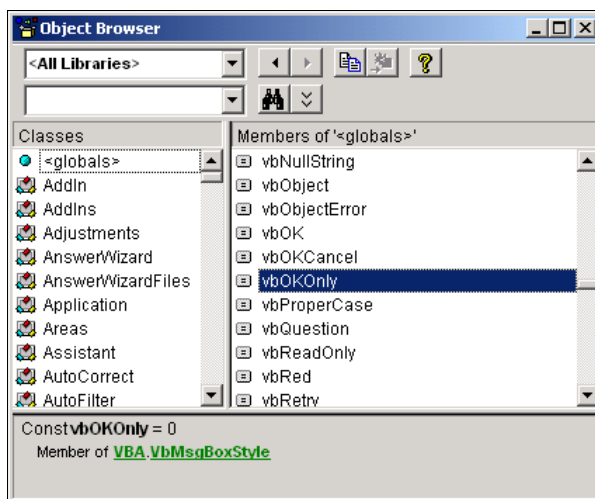 Object Browser
<All Libraries>
Classes
<globals>
AddIn
AddIns
Adjustments
AnswerWizard
AnswerWizardFiles
Application
Areas
Assistant
AutoCorrect
AutoFilter
Members of '<globals>'
vbNullString
vbObject
vbObjectError
vbOK
vbOKCancel
vbOKOnly
vbProperCase
vbQuestion
vbReadOnly
vbRed
vbRetry
Const vbOKOnly = 0
Member of VBA.VbMsgBoxStyle